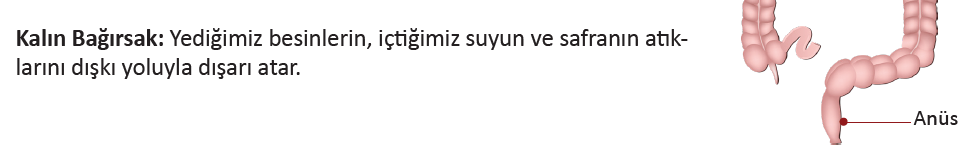 Kalın Bağırsak: Yediğimiz besinlerin, içtiğimiz suyun ve safranın atık-
larını dışkı yoluyla dışarı atar.
Anüs